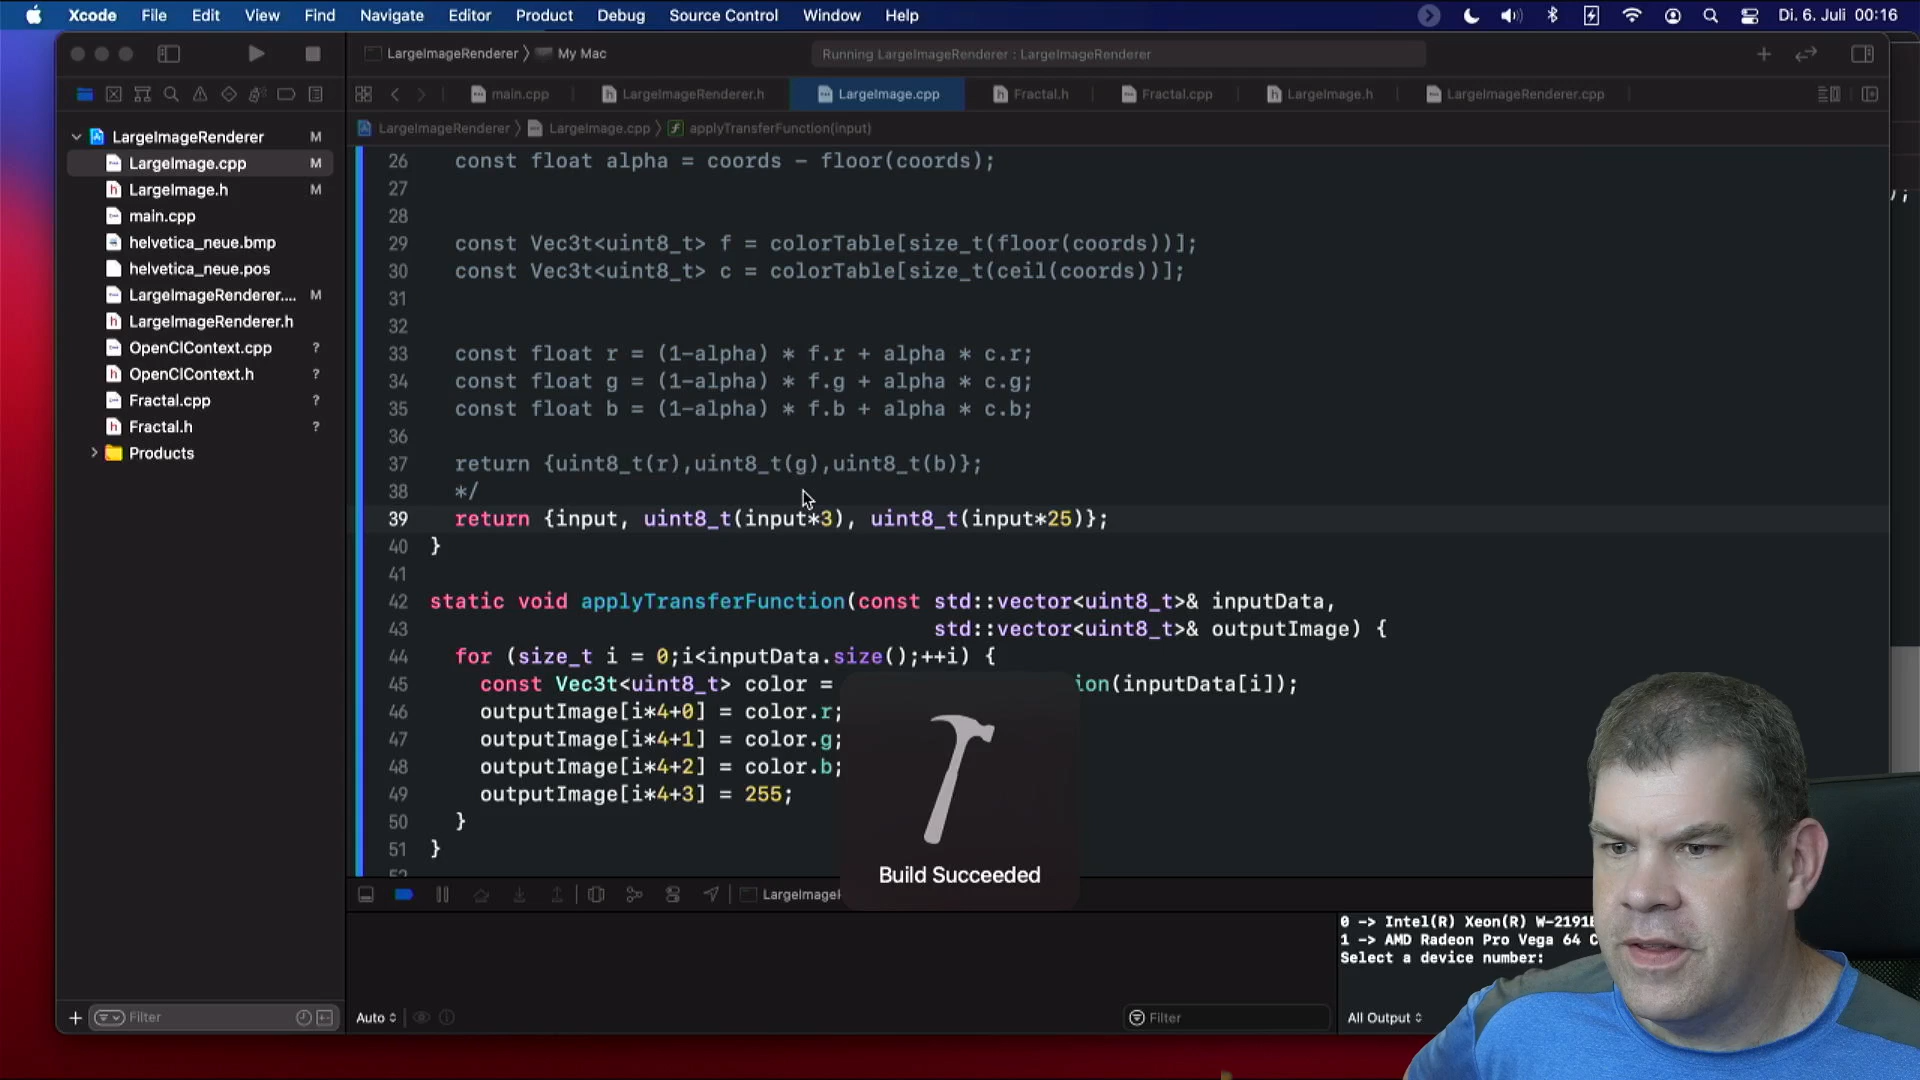 Xcode File Edit View Find Navigate Editor Product Debug Source Control Window Help Di. 6. Juli 00:16
LargeImageRenderer 〉 My Mac
Running LargeImageRenderer : LargeImageRenderer
main.cpp LargeImageRenderer.h LargeImage.cpp Fractal.h Fractal.cpp LargeImage.h LargeImageRenderer.cpp
LargeImageRenderer 〉 LargeImage.cpp 〉 applyTransferFunction(input)
LargeImageRenderer M
LargeImage.cpp M
LargeImage.h M
main.cpp
helvetica_neue.bmp
helvetica_neue.pos
LargeImageRenderer.... M
LargeImageRenderer.h
OpenClContext.cpp ?
OpenClContext.h ?
Fractal.cpp ?
Fractal.h ?
Products
26 const float alpha = coords - floor(coords);
27
28
29 const Vec3t<uint8_t> f = colorTable[size_t(floor(coords))];
30 const Vec3t<uint8_t> c = colorTable[size_t(ceil(coords))];
31
32
33 const float r = (1-alpha) * f.r + alpha * c.r;
34 const float g = (1-alpha) * f.g + alpha * c.g;
35 const float b = (1-alpha) * f.b + alpha * c.b;
36
37 return {uint8_t(r),uint8_t(g),uint8_t(b)};
38 */
39 return {input, uint8_t(input*3), uint8_t(input*25)};
40 }
41
42 static void applyTransferFunction(const std::vector<uint8_t>& inputData,
43 std::vector<uint8_t>& outputImage) {
44 for (size_t i = 0;i<inputData.size();++i) {
45 const Vec3t<uint8_t> color = ion(inputData[i]);
46 outputImage[i*4+0] = color.r;
47 outputImage[i*4+1] = color.g;
48 outputImage[i*4+2] = color.b;
49 outputImage[i*4+3] = 255;
50 }
51 }
);
Build Succeeded
0 -> Intel(R) Xeon(R)
1 -> AMD Radeon Pro Vega 64
Select a device number:
Filter
Auto
Filter
All Output